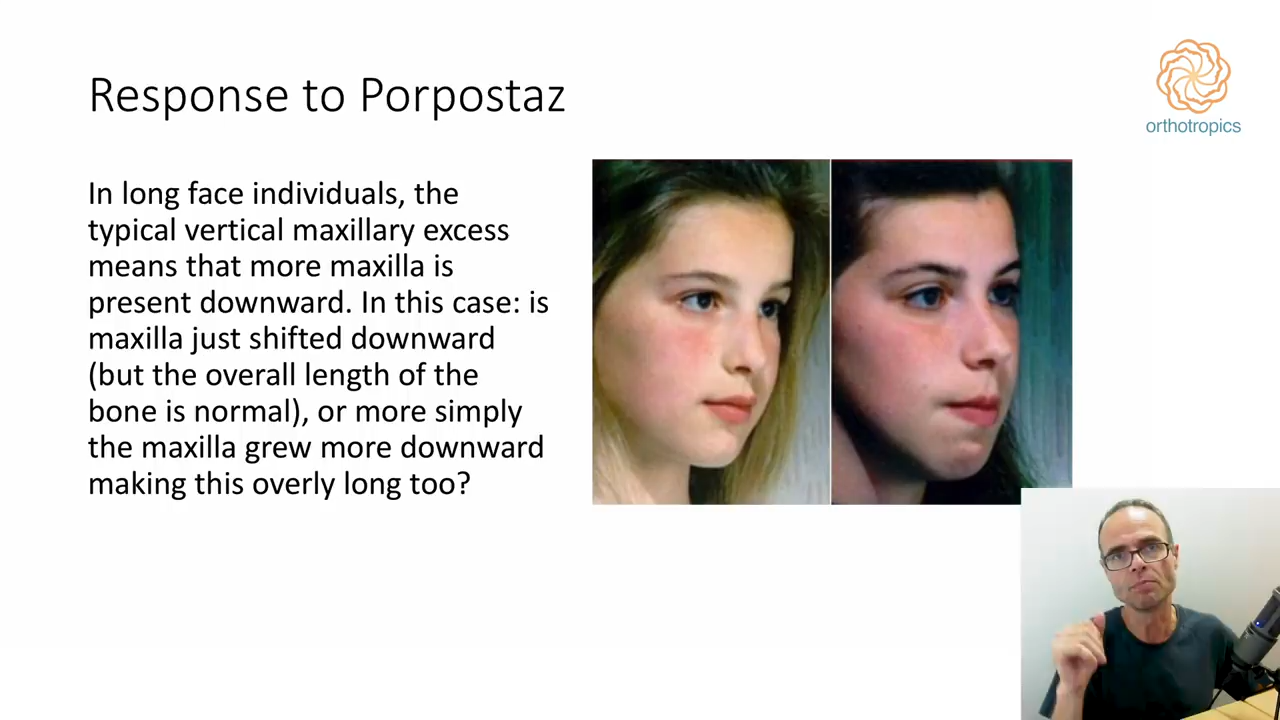 Response to Porpostaz
orthotropics
In long face individuals, the
typical vertical maxillary excess
means that more maxilla is
present downward. In this case: is
maxilla just shifted downward
(but the overall length of the
bone is normal), or more simply
the maxilla grew more downward
making this overly long too?